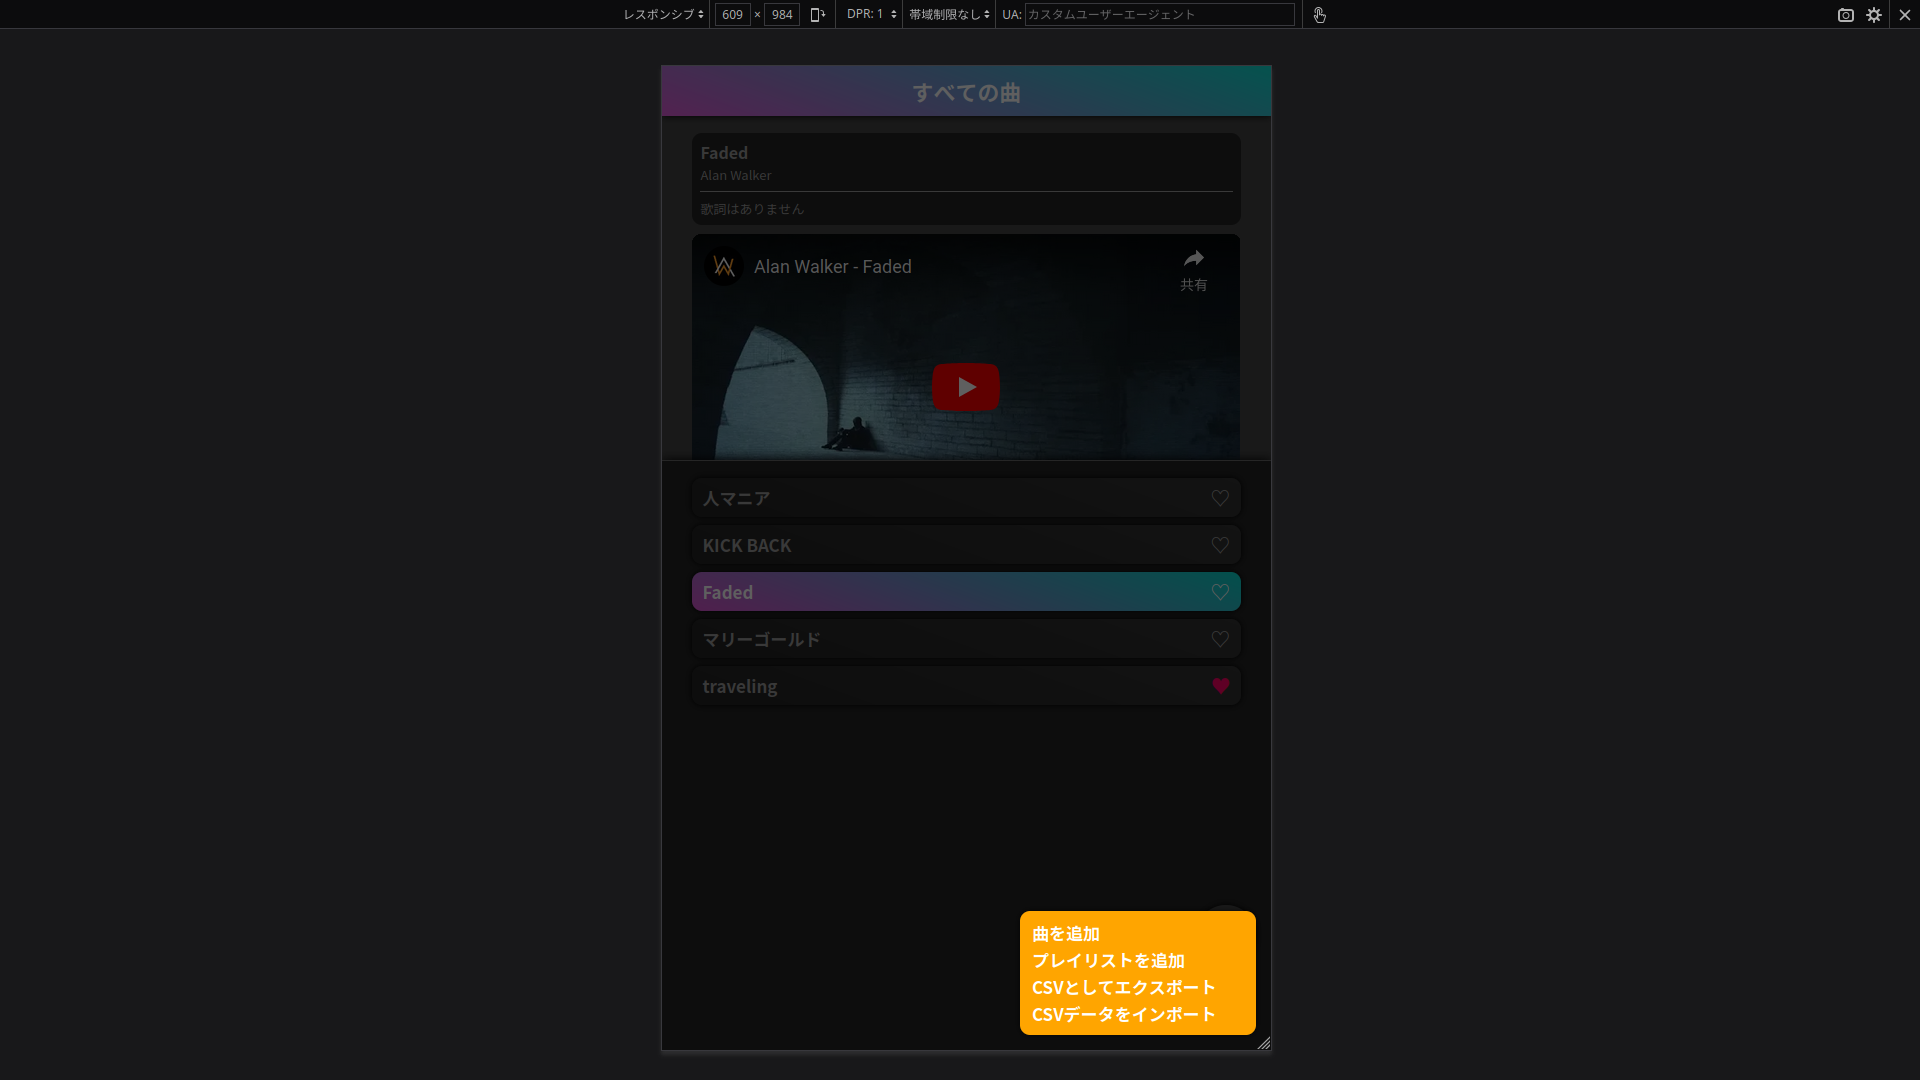 レスポンシブ 609 × 984 DPR: 1 帯域制限なし UA: カスタムユーザーエージェント
すべての曲
Faded
Alan Walker
歌詞はありません
Alan Walker - Faded
共有
人マニア
KICK BACK
Faded
マリーゴールド
traveling
曲を追加
プレイリストを追加
CSVとしてエクスポート
CSVデータをインポート